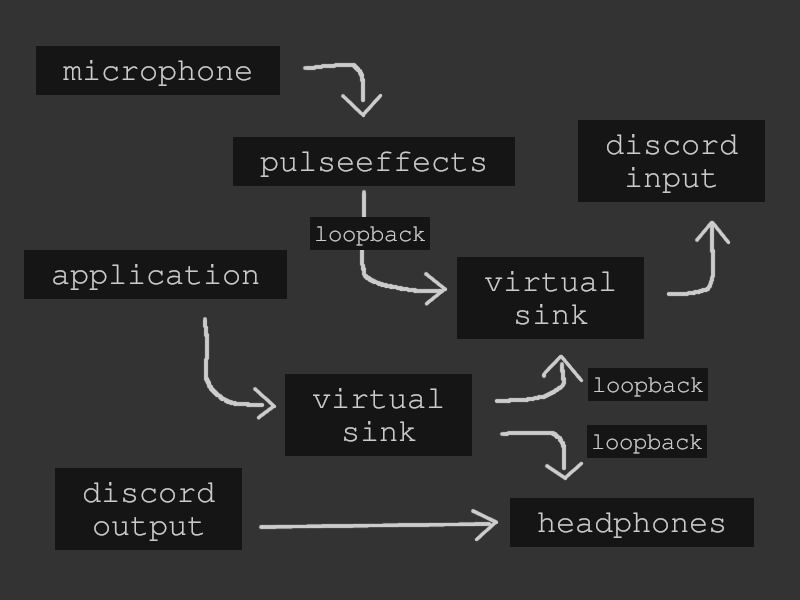 microphone
pulseeffects
discord
input
loopback
application
virtual
sink
virtual
sink
loopback
loopback
discord
output
headphones